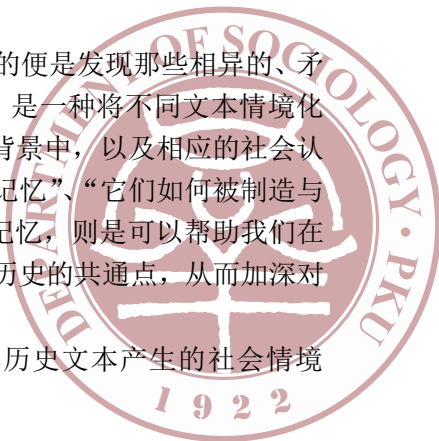 的便是发现那些相异的、矛
是一种将不同文本情境化
背景中，以及相应的社会认
记忆”、“它们如何被制造与
记忆，则是可以帮助我们在
历史的共通点，从而加深对
历史文本产生的社会情境
DEPARTMENT OF SOCIOLOGY · PKU
1922